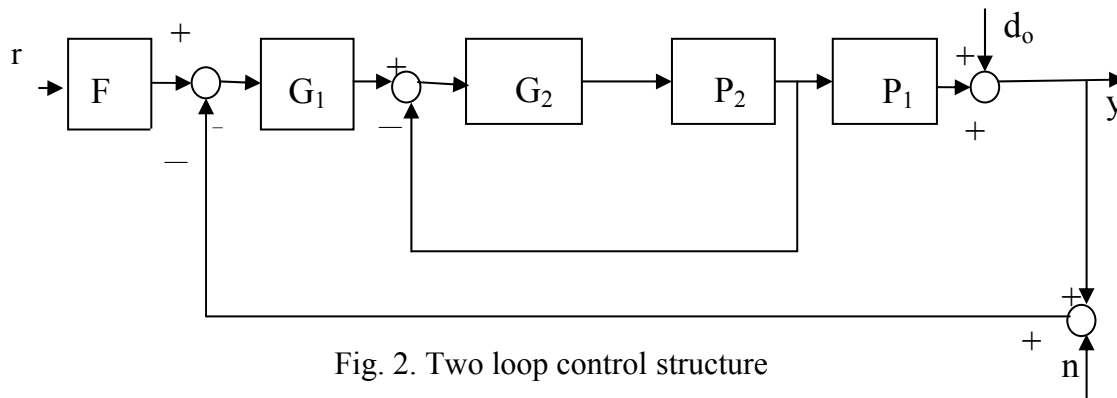 r
F
+
-
—
G₁
+
—
G₂
P₂
P₁
+
+
dₒ
y
+
+
n
Fig. 2. Two loop control structure